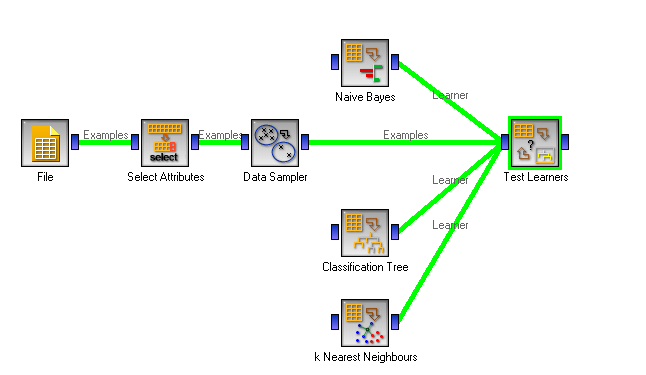 Naive Bayes
Learner
Examples
Examples
Examples
select
?
File
Select Attributes
Data Sampler
Test Learners
Learner
Learner
Classification Tree
k Nearest Neighbours